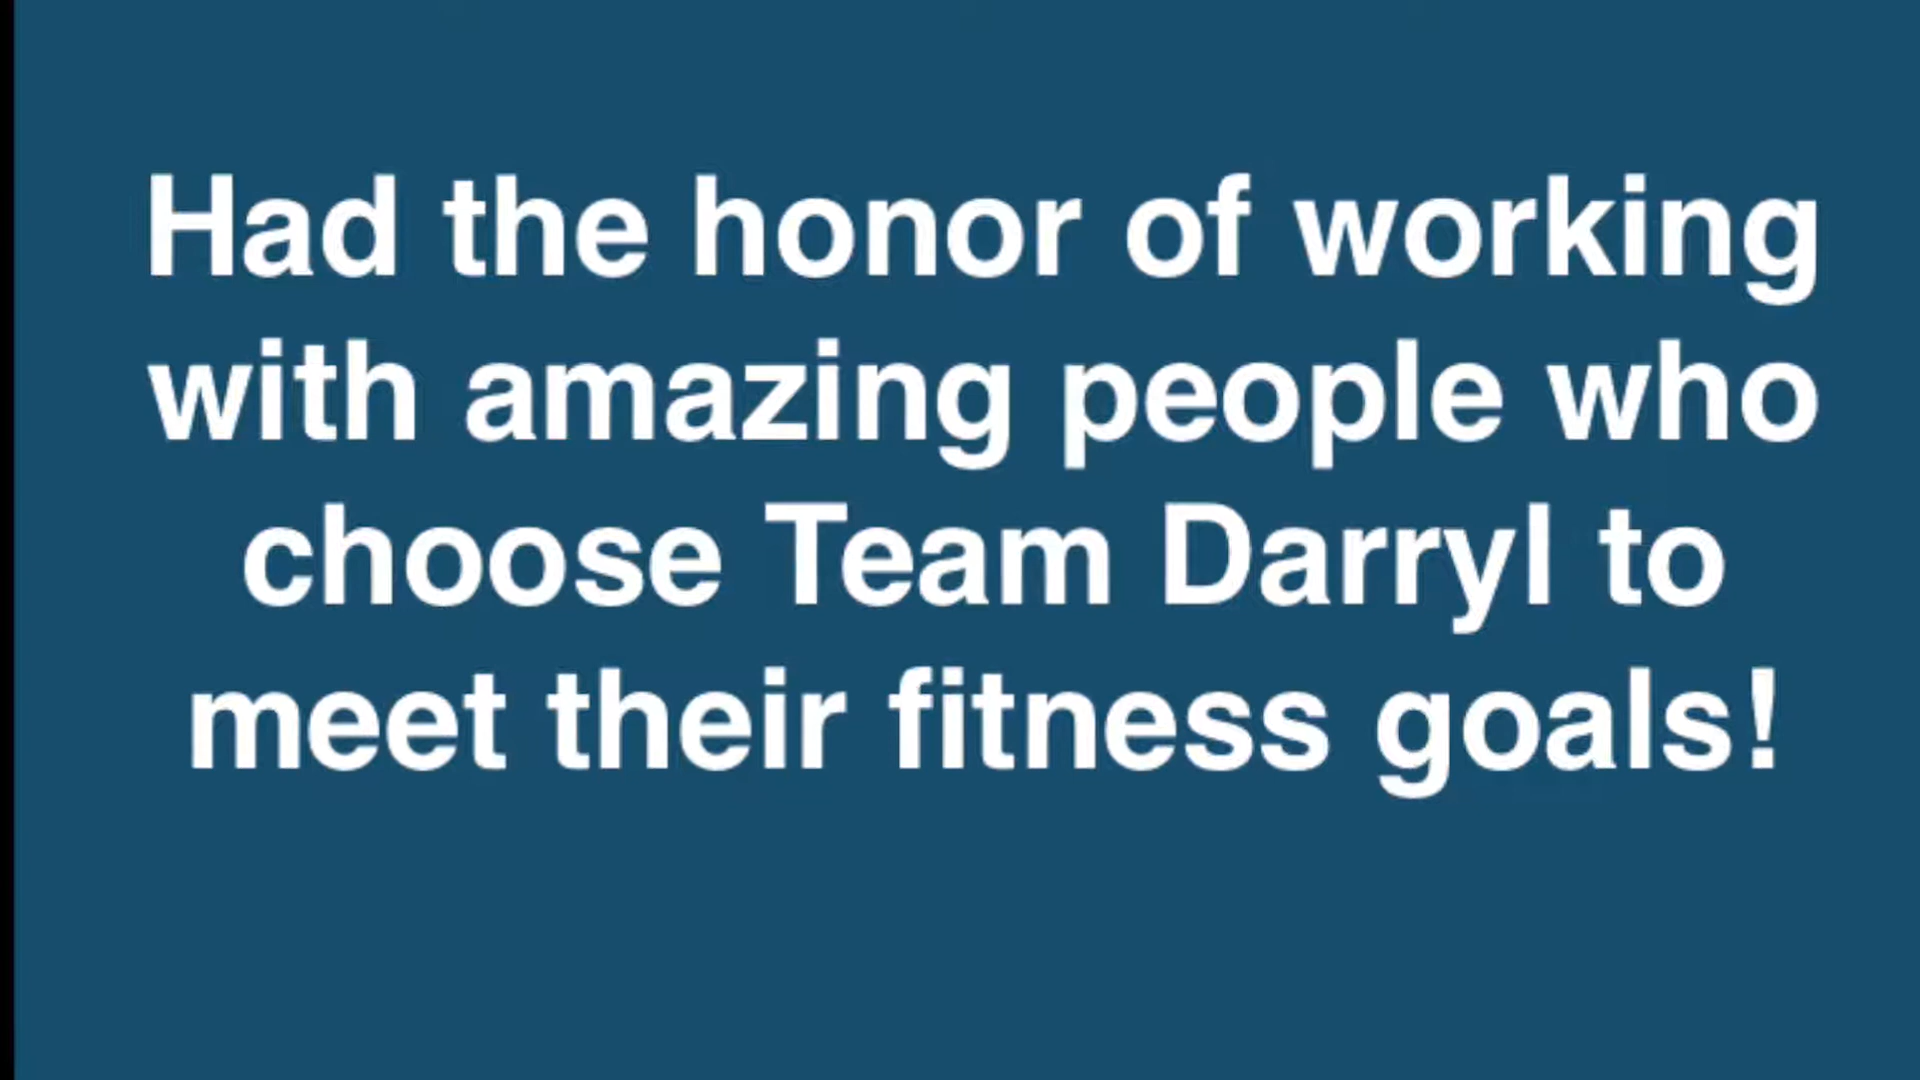 Had the honor of working
with amazing people who
choose Team Darryl to
meet their fitness goals!